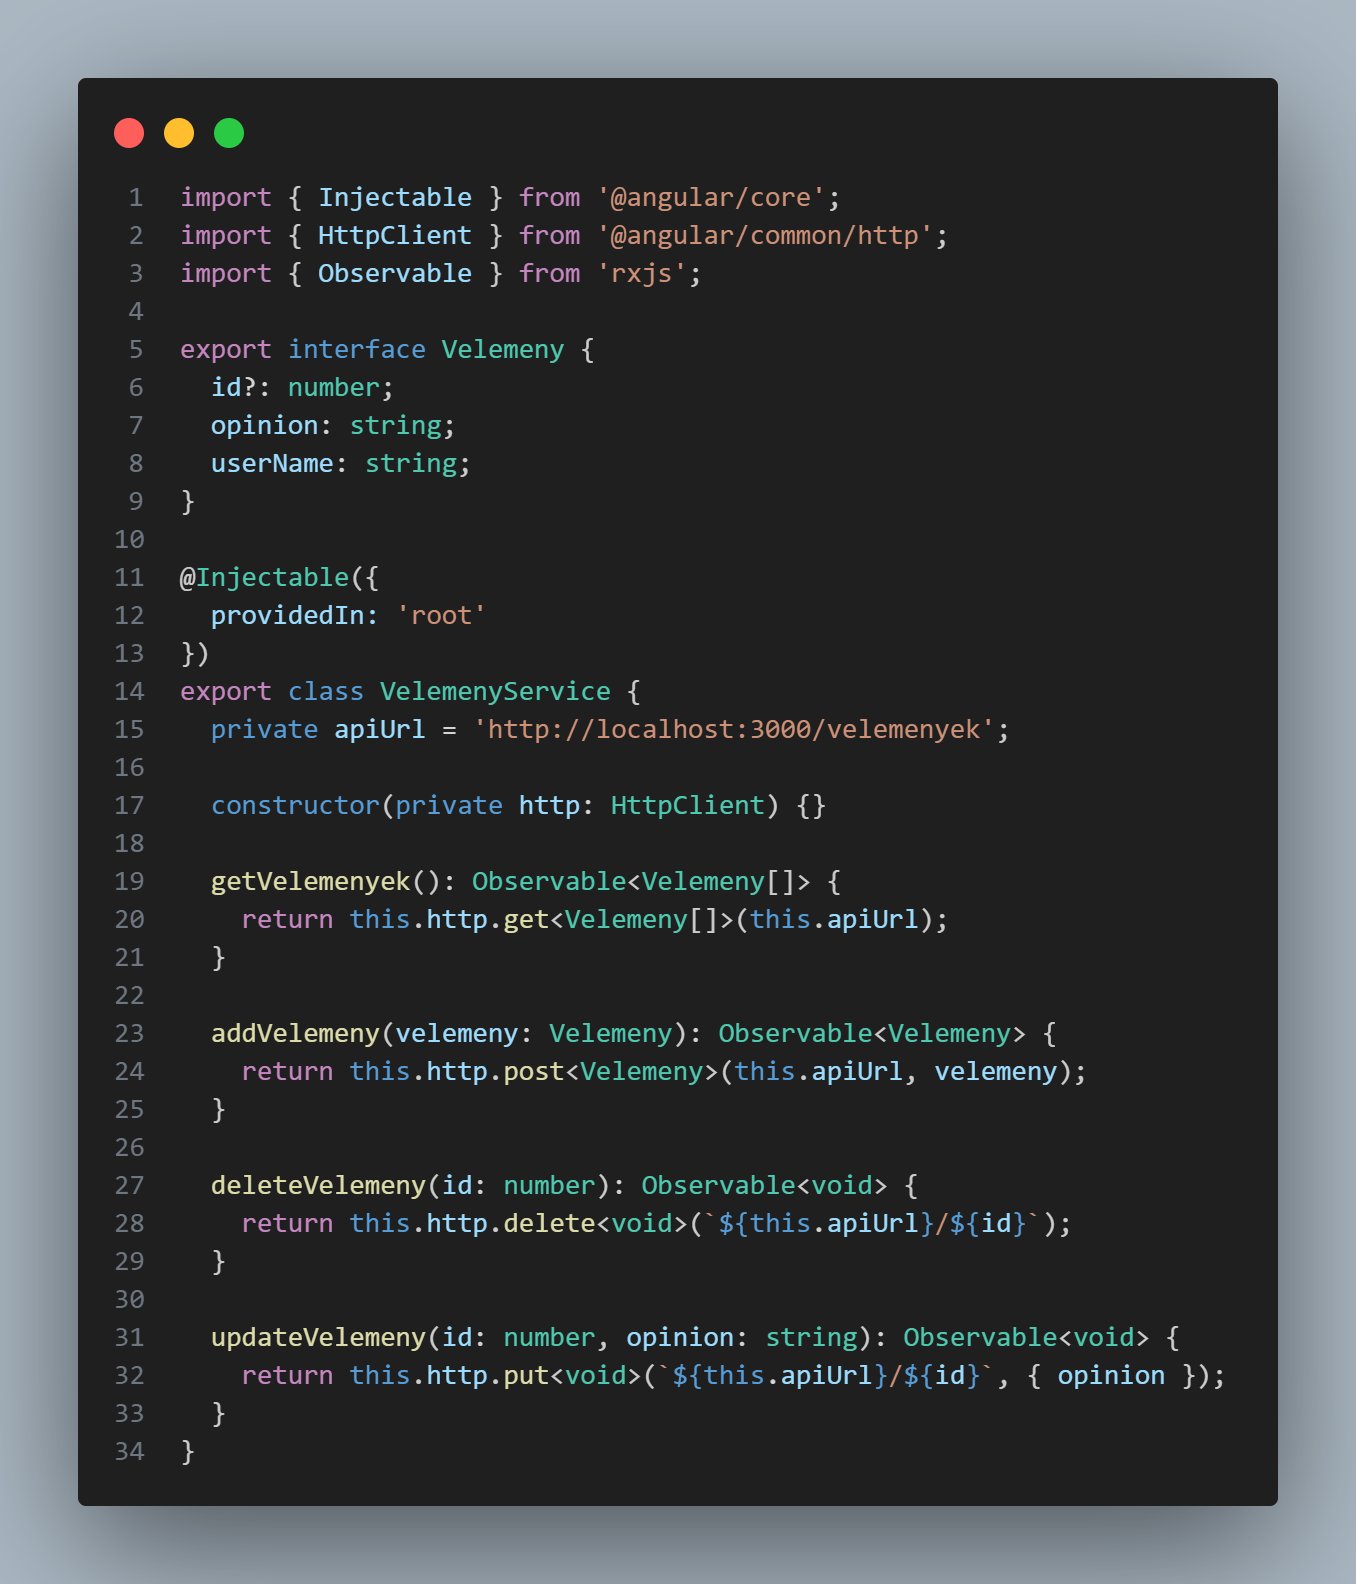 1 import { Injectable } from '@angular/core';
2 import { HttpClient } from '@angular/common/http';
3 import { Observable } from 'rxjs';
4
5 export interface Velemeny {
6   id?: number;
7   opinion: string;
8   userName: string;
9 }
10
11 @Injectable({
12   providedIn: 'root'
13 })
14 export class VelemenyService {
15   private apiUrl = 'http://localhost:3000/velemenyek';
16
17   constructor(private http: HttpClient) {}
18
19   getVelemenyek(): Observable<Velemeny[]> {
20     return this.http.get<Velemeny[]>(this.apiUrl);
21   }
22
23   addVelemeny(velemeny: Velemeny): Observable<Velemeny> {
24     return this.http.post<Velemeny>(this.apiUrl, velemeny);
25   }
26
27   deleteVelemeny(id: number): Observable<void> {
28     return this.http.delete<void>(`${this.apiUrl}/${id}`);
29   }
30
31   updateVelemeny(id: number, opinion: string): Observable<void> {
32     return this.http.put<void>(`${this.apiUrl}/${id}`, { opinion });
33   }
34 }